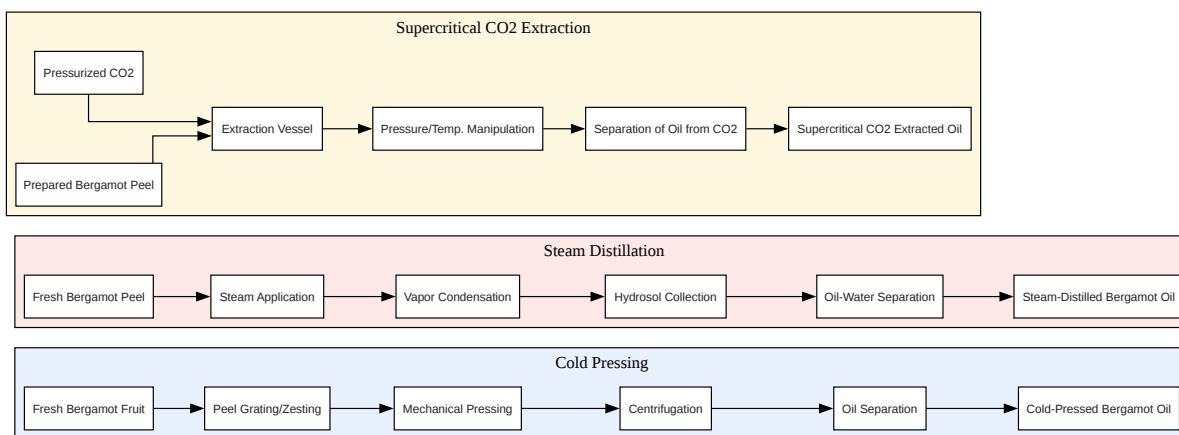 Supercritical CO2 Extraction
Pressurized CO2
Extraction Vessel
Pressure/Temp. Manipulation
Separation of Oil from CO2
Supercritical CO2 Extracted Oil
Prepared Bergamot Peel
Steam Distillation
Fresh Bergamot Peel
Steam Application
Vapor Condensation
Hydrosol Collection
Oil-Water Separation
Steam-Distilled Bergamot Oil
Cold Pressing
Fresh Bergamot Fruit
Peel Grating/Zesting
Mechanical Pressing
Centrifugation
Oil Separation
Cold-Pressed Bergamot Oil